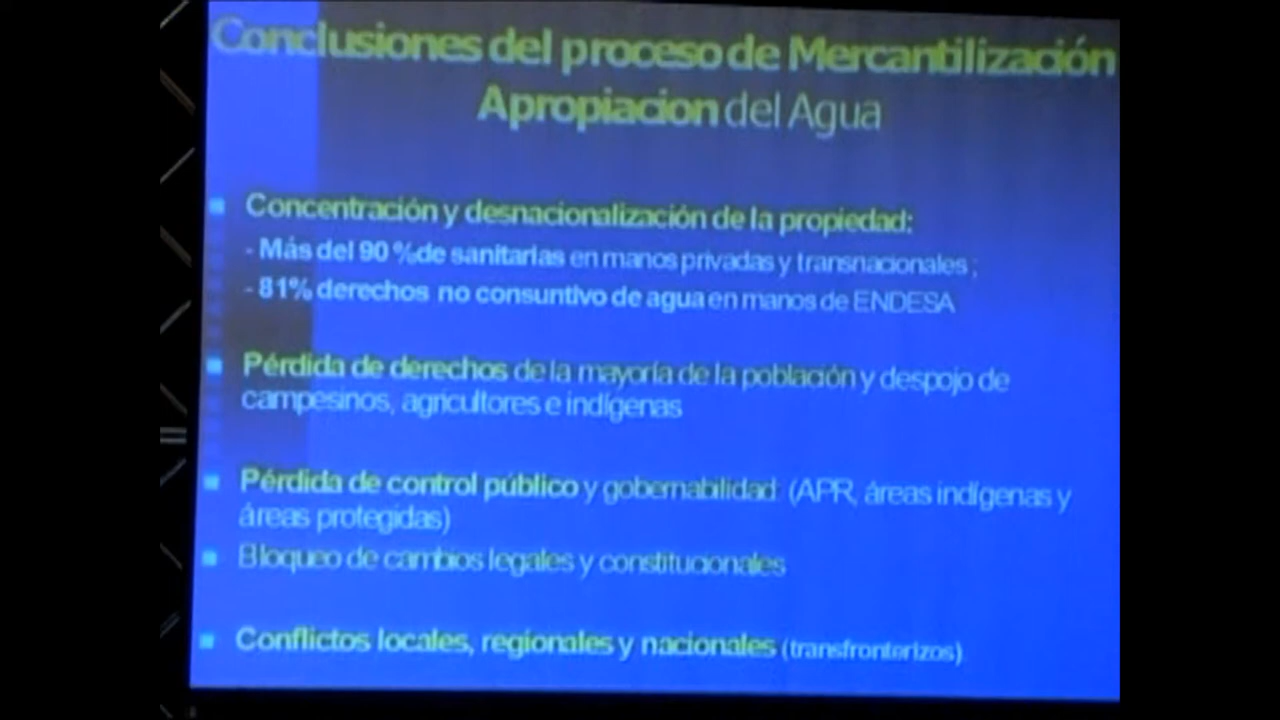 Conclusiones del proceso de Mercantilización
Apropiacion del Agua
Concentración y desnacionalización de la propiedad:
- Más del 90 %de sanitarias en manos privadas y transnacionales ;
- 81% derechos no consuntivo de agua en manos de ENDESA
Pérdida de derechos de la mayoría de la población y despojo de
campesinos, agricultores e indígenas
Pérdida de control público y gobernabilidad (APR, áreas indígenas y
áreas protegidas)
Bloqueo de cambios legales y constitucionales
Conflictos locales, regionales y nacionales (transfronterizos)